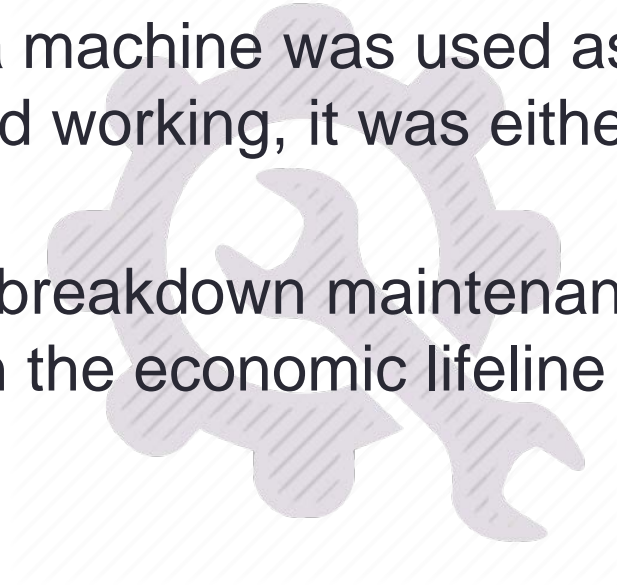 machine was used as
d working, it was eithe
breakdown maintenan
the economic lifeline